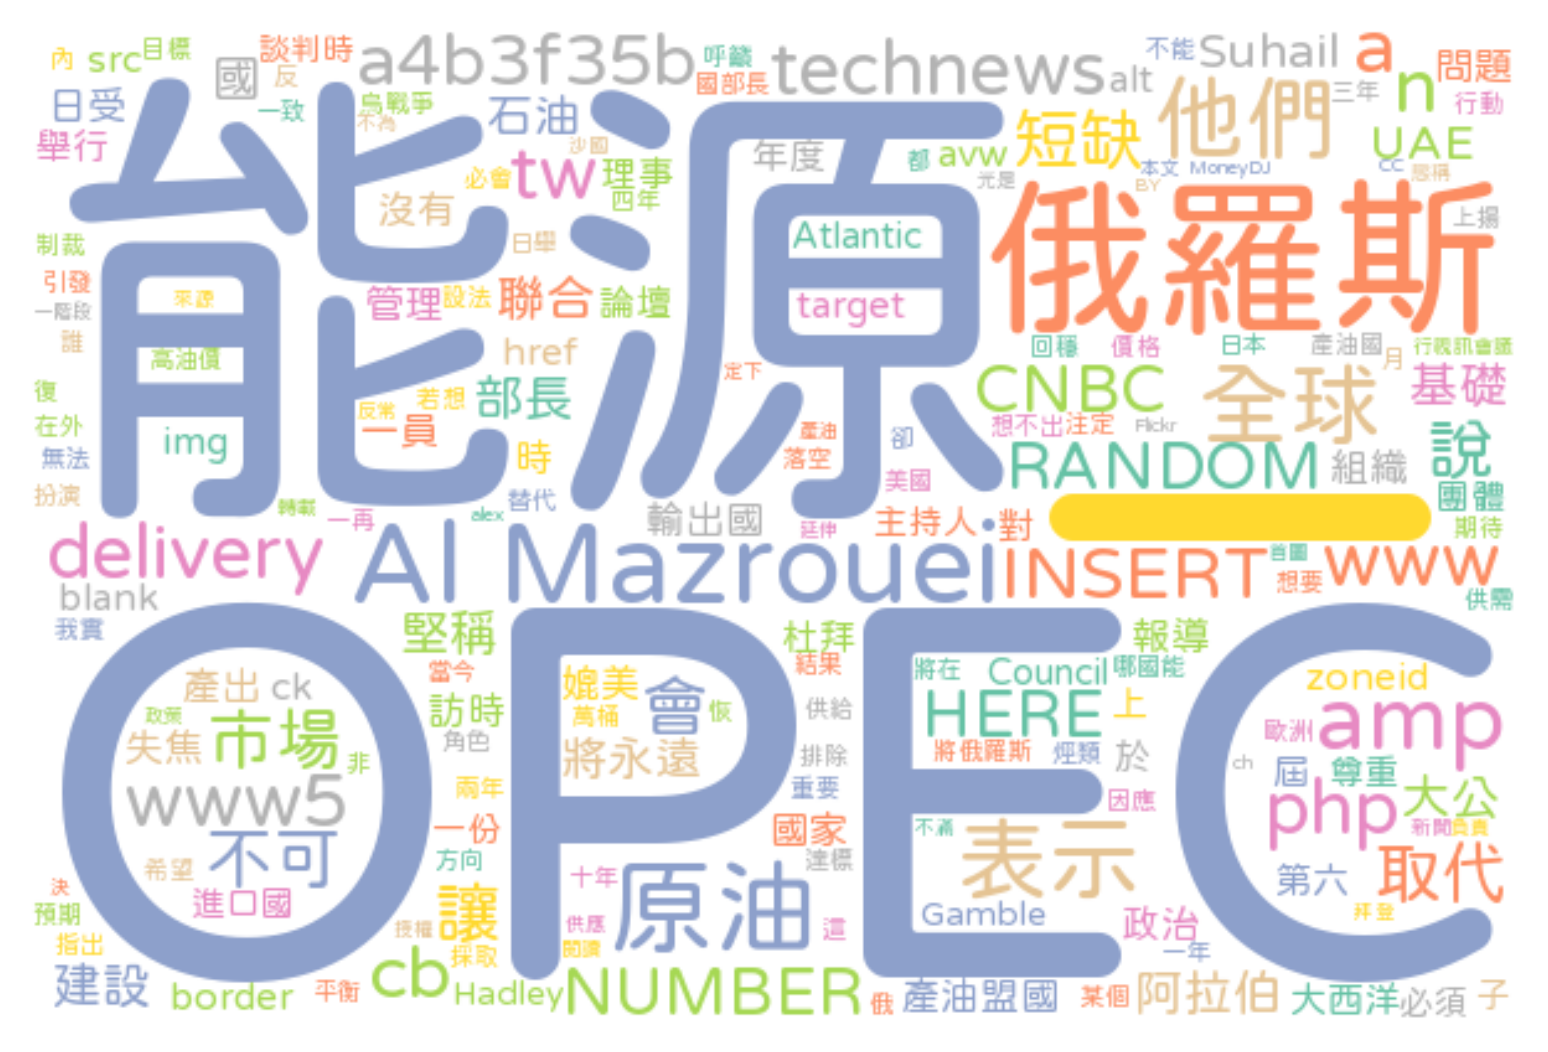 內 src 目標 談判 時 a4b3f35b 呼籲 technews 不能 Suhail a
國 反 國部長 alt 三年 n 問題
日受 一致 烏戰爭 石油 短缺 他們 行動
舉行 不為 沙國 年度 都 avw UAE
必會 tw 理事 元是 BY 本文 MoneyDJ CC
四年 沒有 能源 俄羅斯 上揚
制裁 日舉 Atlantic
引發 來源 管理 設法 聯合 論壇 target
一階段
誰 高油價 href 回穩 價格 日本 產油國 月 行視訊會議
復 若想 部長 定下 CNBC 全球 基礎
在外 img 反常 一員 產油 卻 想不出 注定 Flickr 說
無法 時 落空 美國 RANDOM 組織
扮演 轉載 替代 團體
一再 alex 輸出國 延伸 主持人 對 期待
delivery Al Mazrouei INSERT 首圖 www
blank 想要 供需
我實 堅稱 杜拜 報導
OPEC
當今 結果 將在 Council 哪國能
產出 ck 媲美 會 zoneid
政策 市場 訪時 萬桶 恢 供給 HERE 上 歐洲 amp
失焦 非 角色 將永遠 排除 將俄羅斯 烴類 於 ch 屆 尊重
www5 兩年 重要 因應 php 大公
不可 一份 國家 不滿 表示 新聞 負責
希望 方向 達標 取代
決 進口國 十年 原油 第六
預期 讓 供應 這 Gamble 政治 拜登
指出 授權 採取 閱讀 一年
建設 border 平衡 cb Hadley NUMBER 俄 產油盟國 某個 阿拉伯 大西洋 必須 子